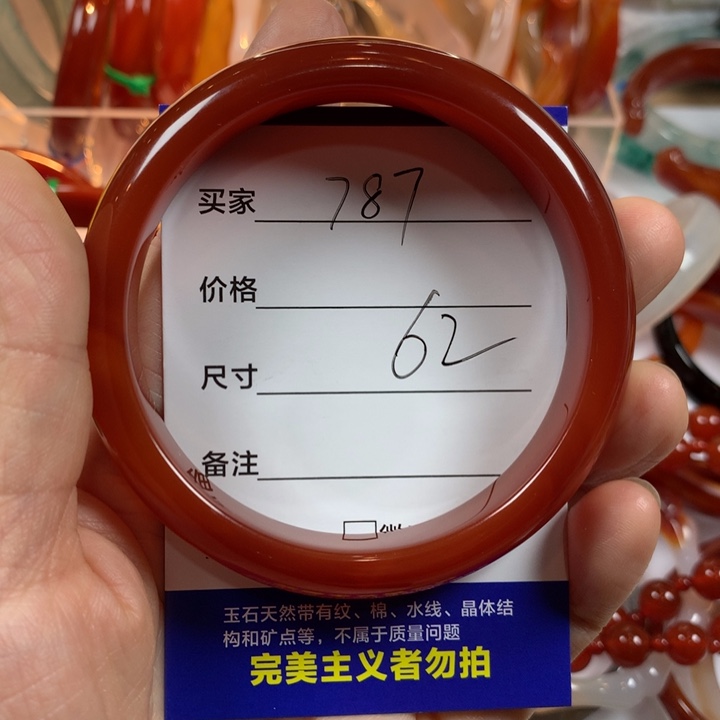 买家 787
价格
尺寸 62
备注
玉石天然带有纹、棉、水线、晶体结
构和矿点等，不属于质量问题
完美主义者勿拍